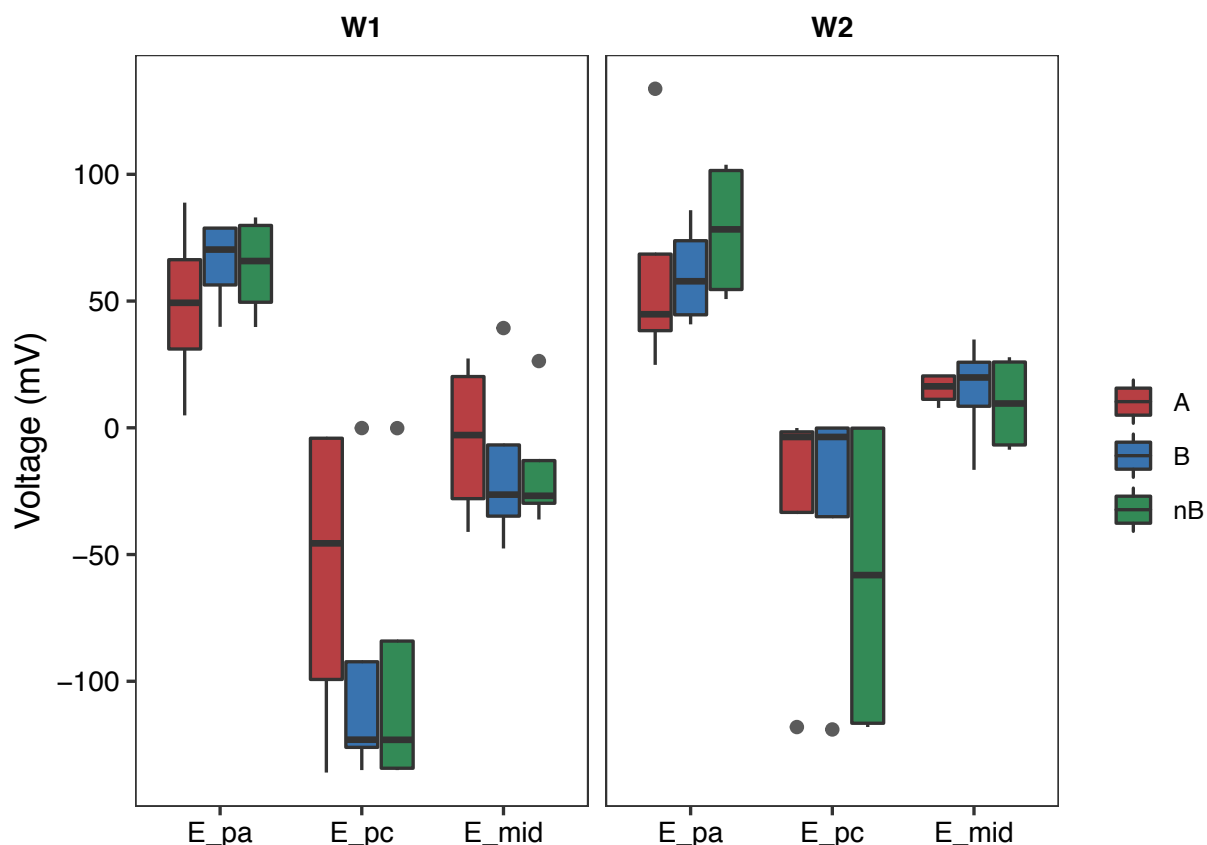 W1 W2
Voltage (mV)
100
50
0
−50
−100
E_pa E_pc E_mid E_pa E_pc E_mid
A
B
nB